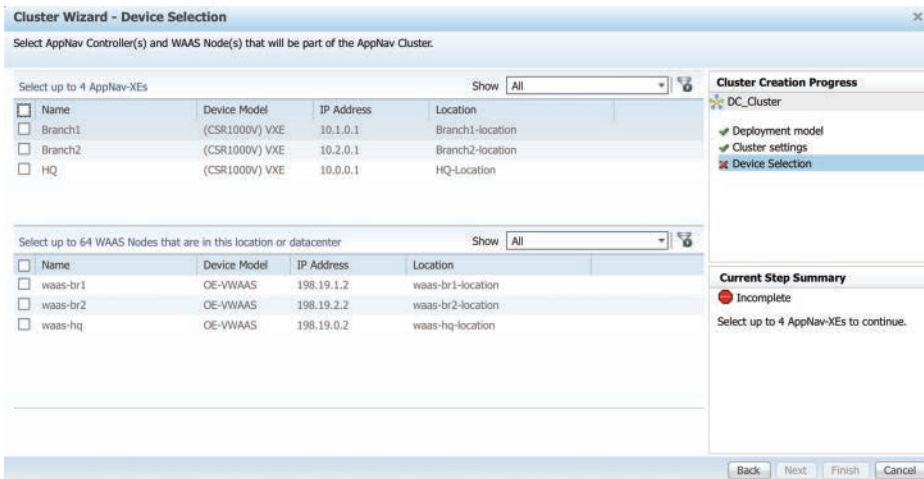 Cluster Wizard - Device Selection
Select AppNav Controller(s) and WAAS Node(s) that will be part of the AppNav Cluster.
Select up to 4 AppNav-XEs Show All
Name Device Model IP Address Location
Branch1 (CSR1000V) VXE 10.1.0.1 Branch1-location
Branch2 (CSR1000V) VXE 10.2.0.1 Branch2-location
HQ (CSR1000V) VXE 10.0.0.1 HQ-Location
Select up to 64 WAAS Nodes that are in this location or datacenter Show All
Name Device Model IP Address Location
waas-br1 OE-VWAAS 198.19.1.2 waas-br1-location
waas-br2 OE-VWAAS 198.19.2.2 waas-br2-location
waas-hq OE-VWAAS 198.19.0.2 waas-hq-location
Cluster Creation Progress
DC_Cluster
Deployment model
Cluster settings
Device Selection
Current Step Summary
Incomplete
Select up to 4 AppNav-XEs to continue.
Back Next Finish Cancel